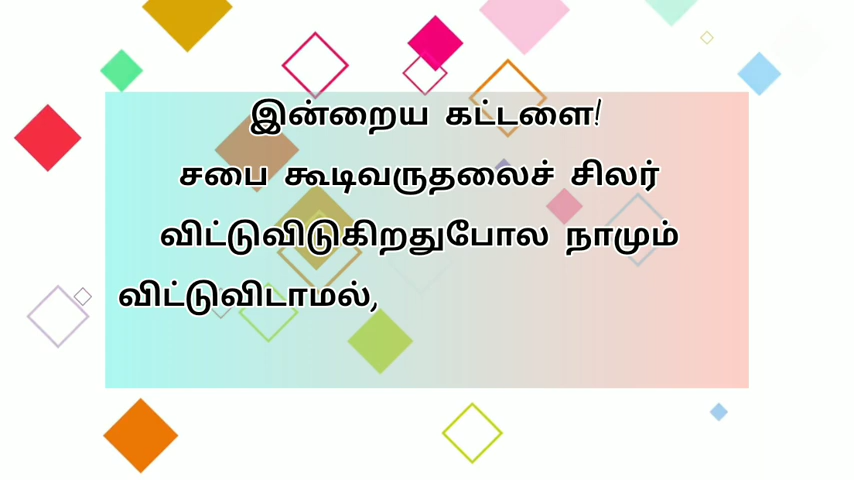 இன்றைய கட்டளை!
சபை கூடிவருதலைச் சிலர்
விட்டுவிடுகிறதுபோல நாமும்
விட்டுவிடாமல்,